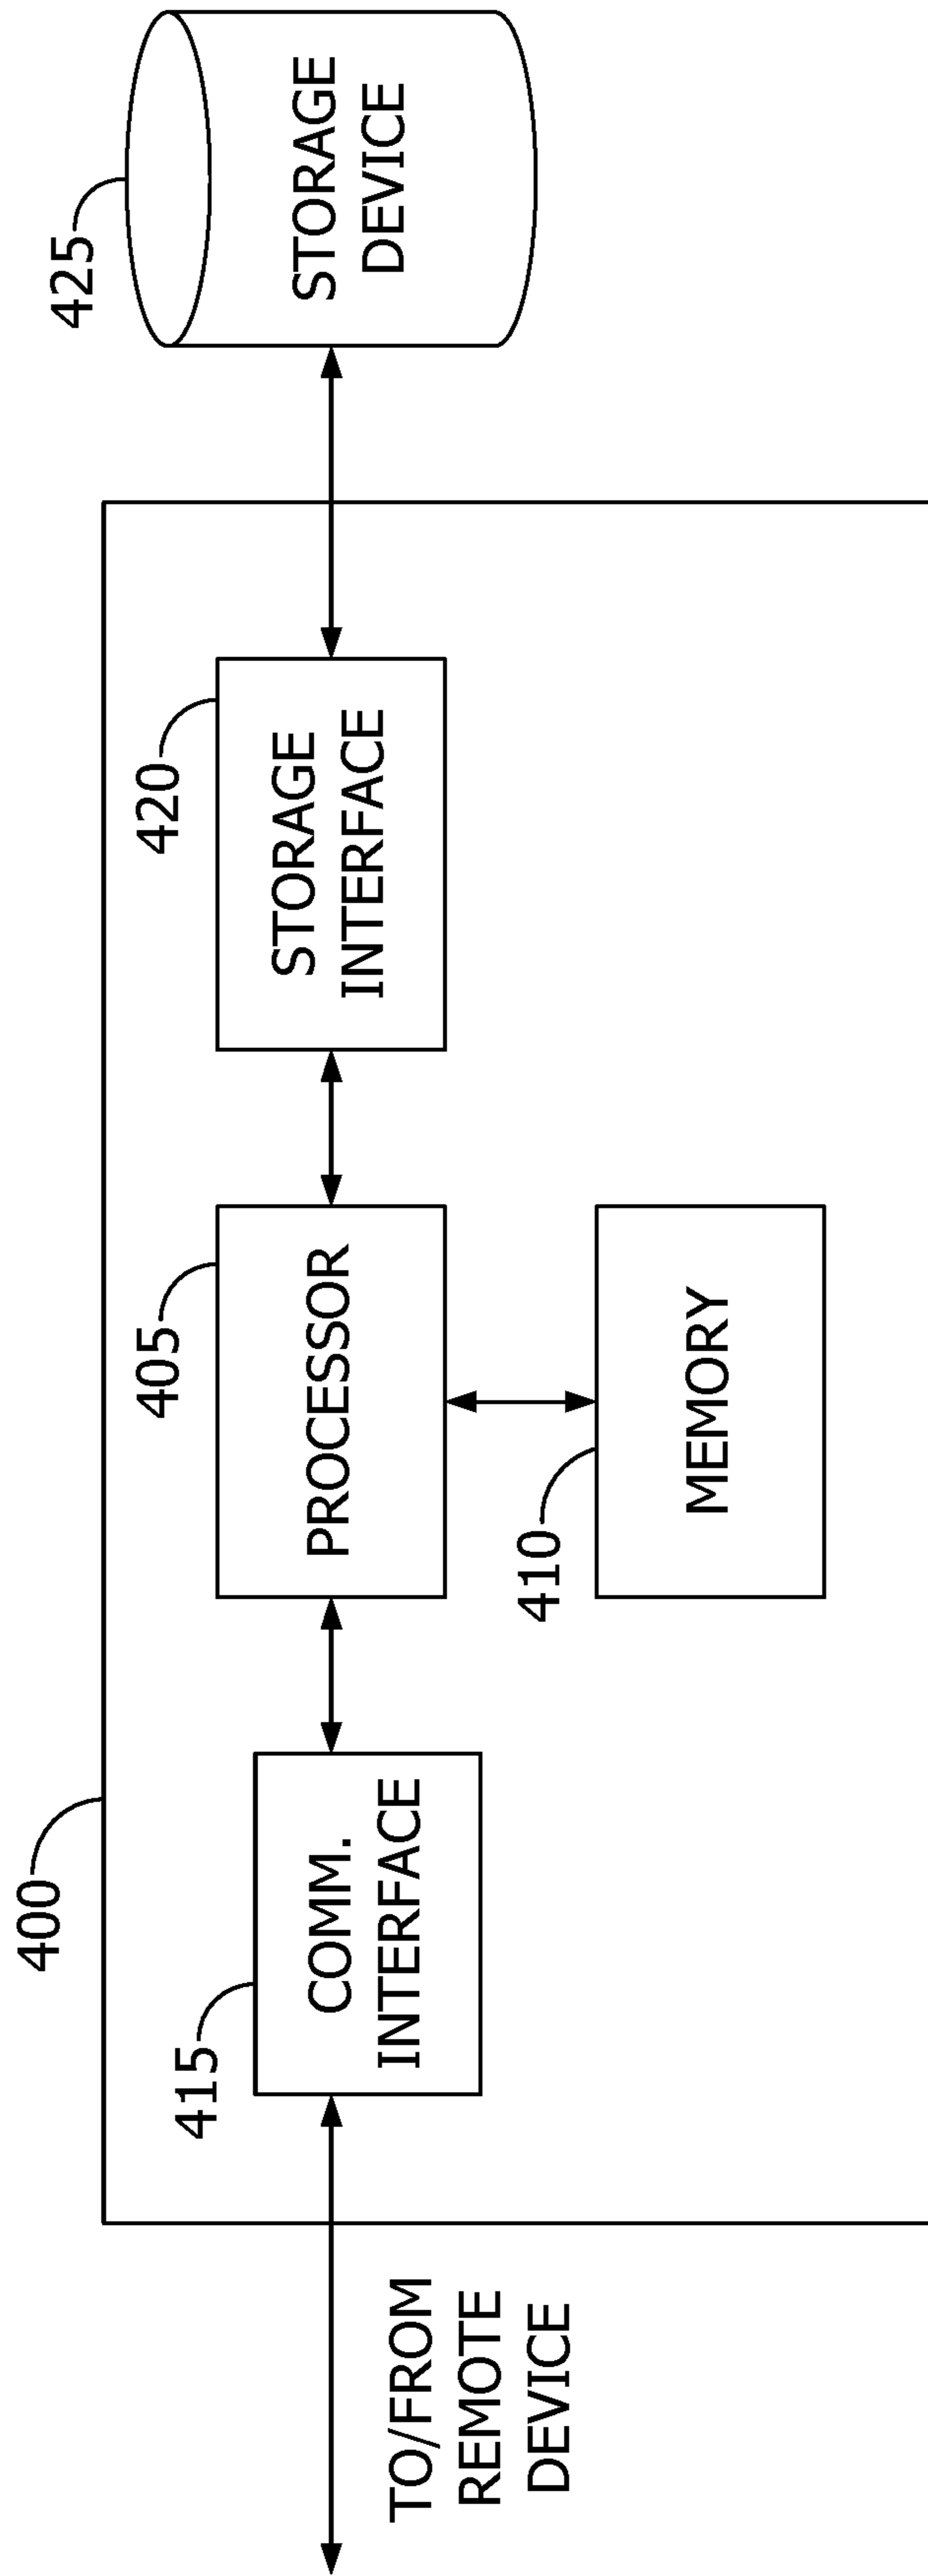 400
415
COMM.
INTERFACE
TO/FROM
REMOTE
DEVICE
405
PROCESSOR
410
MEMORY
420
STORAGE
INTERFACE
425
STORAGE
DEVICE